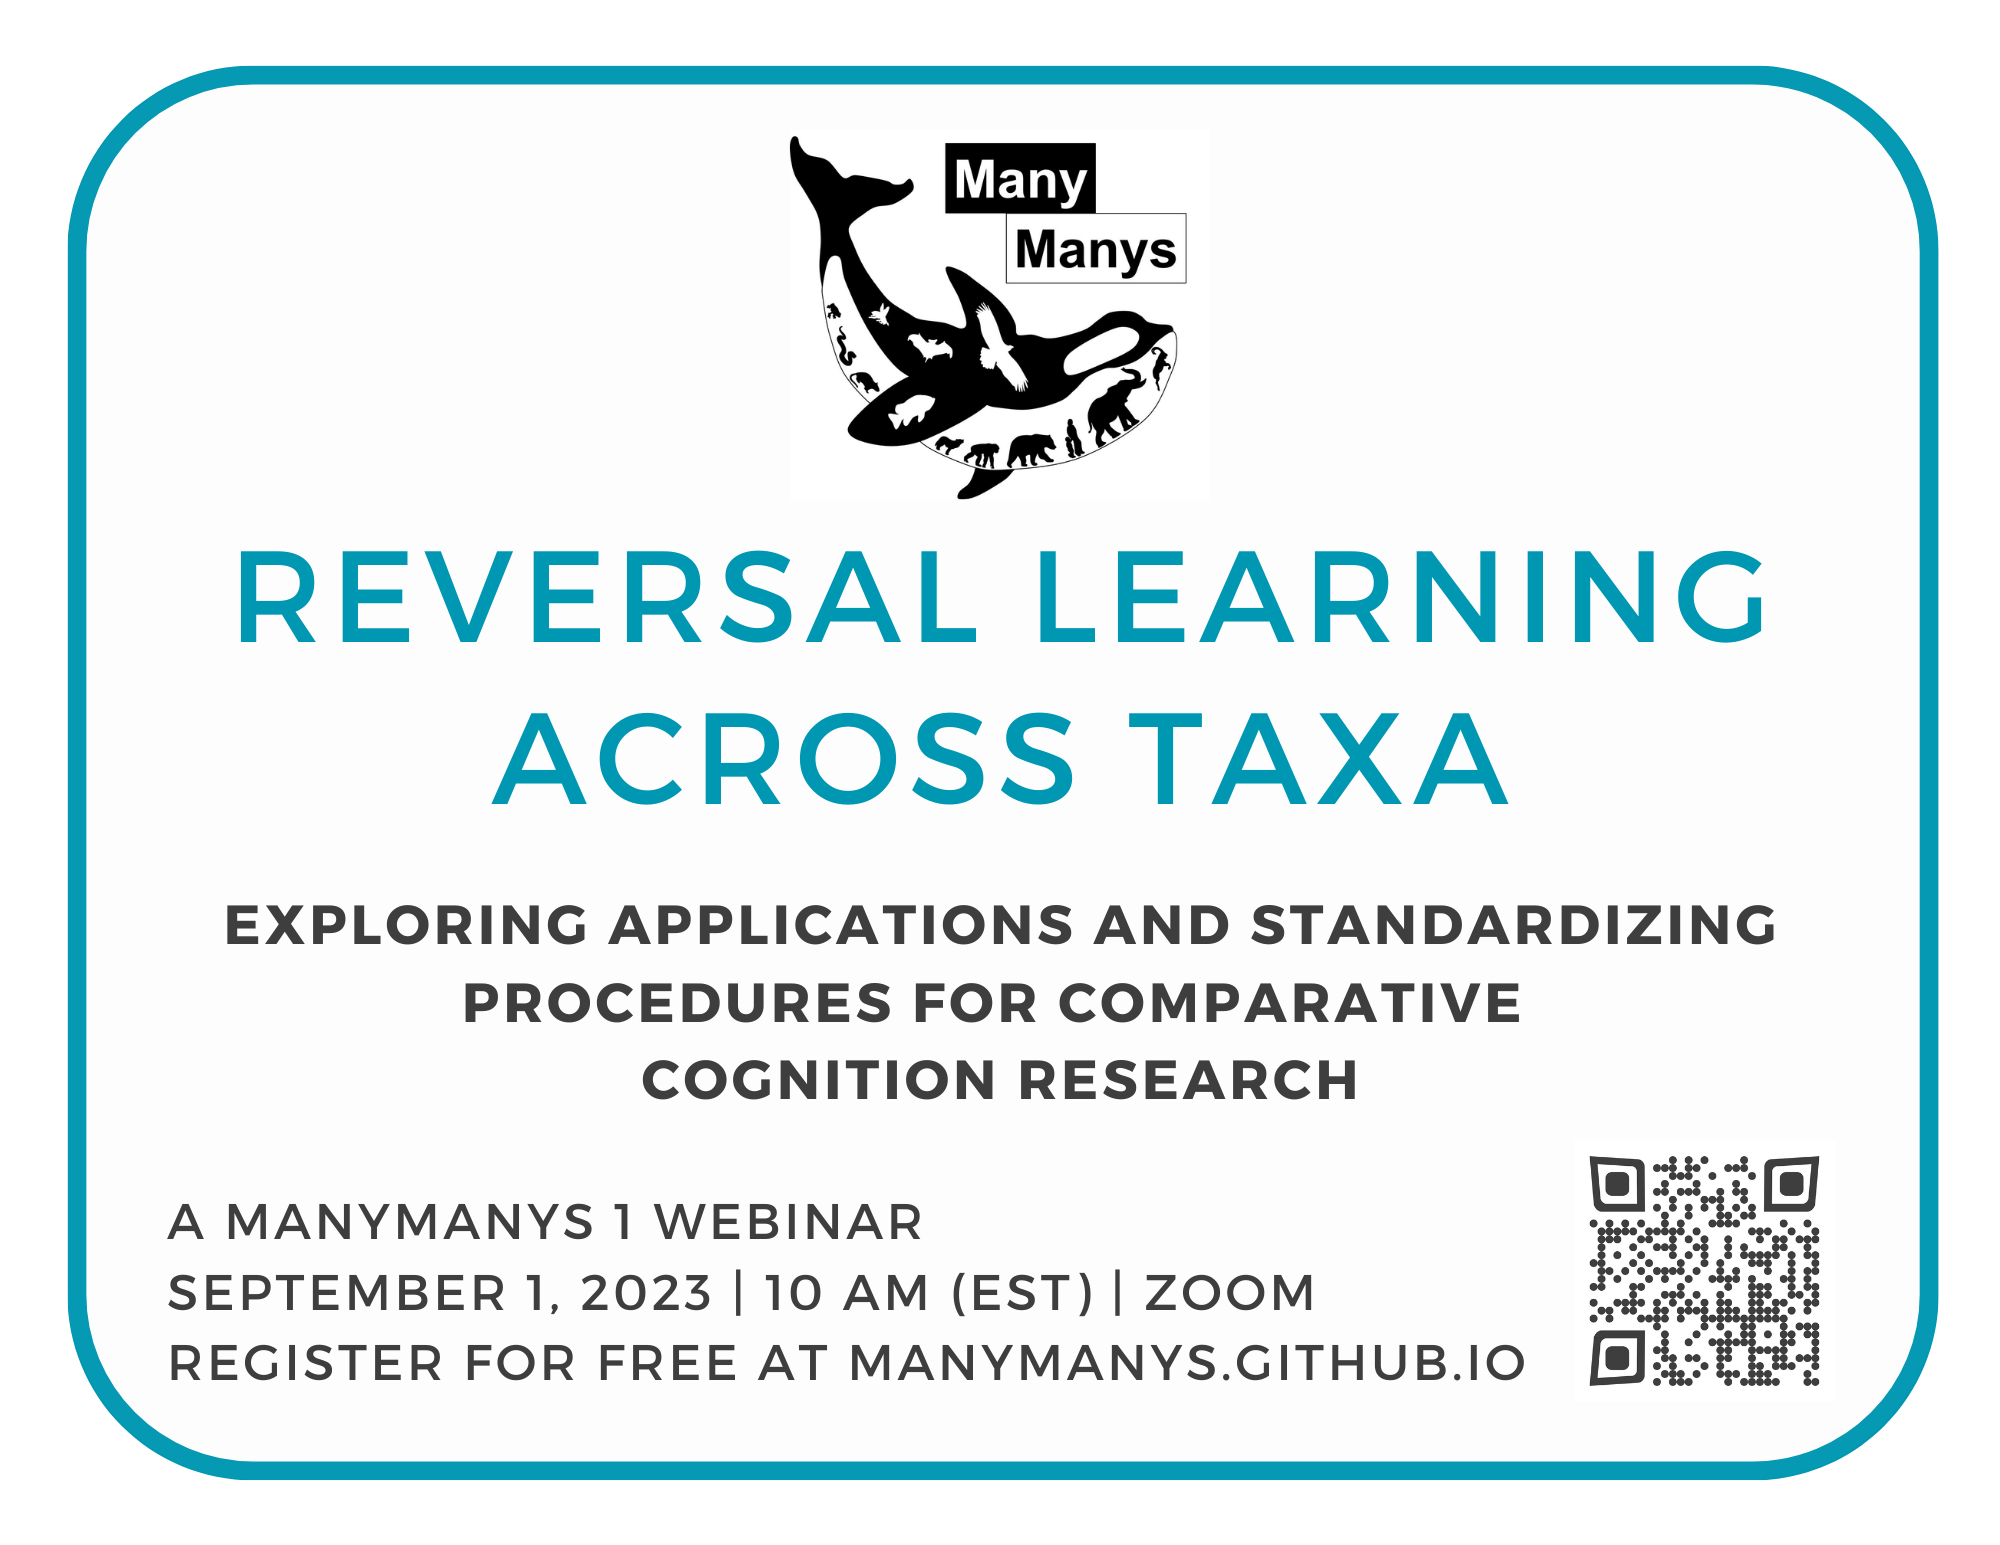 Many
Manys
REVERSAL LEARNING
ACROSS TAXA
EXPLORING APPLICATIONS AND STANDARDIZING
PROCEDURES FOR COMPARATIVE
COGNITION RESEARCH
A MANYMANYS 1 WEBINAR
SEPTEMBER 1, 2023 | 10 AM (EST) | ZOOM
REGISTER FOR FREE AT MANYMANYS.GITHUB.IO